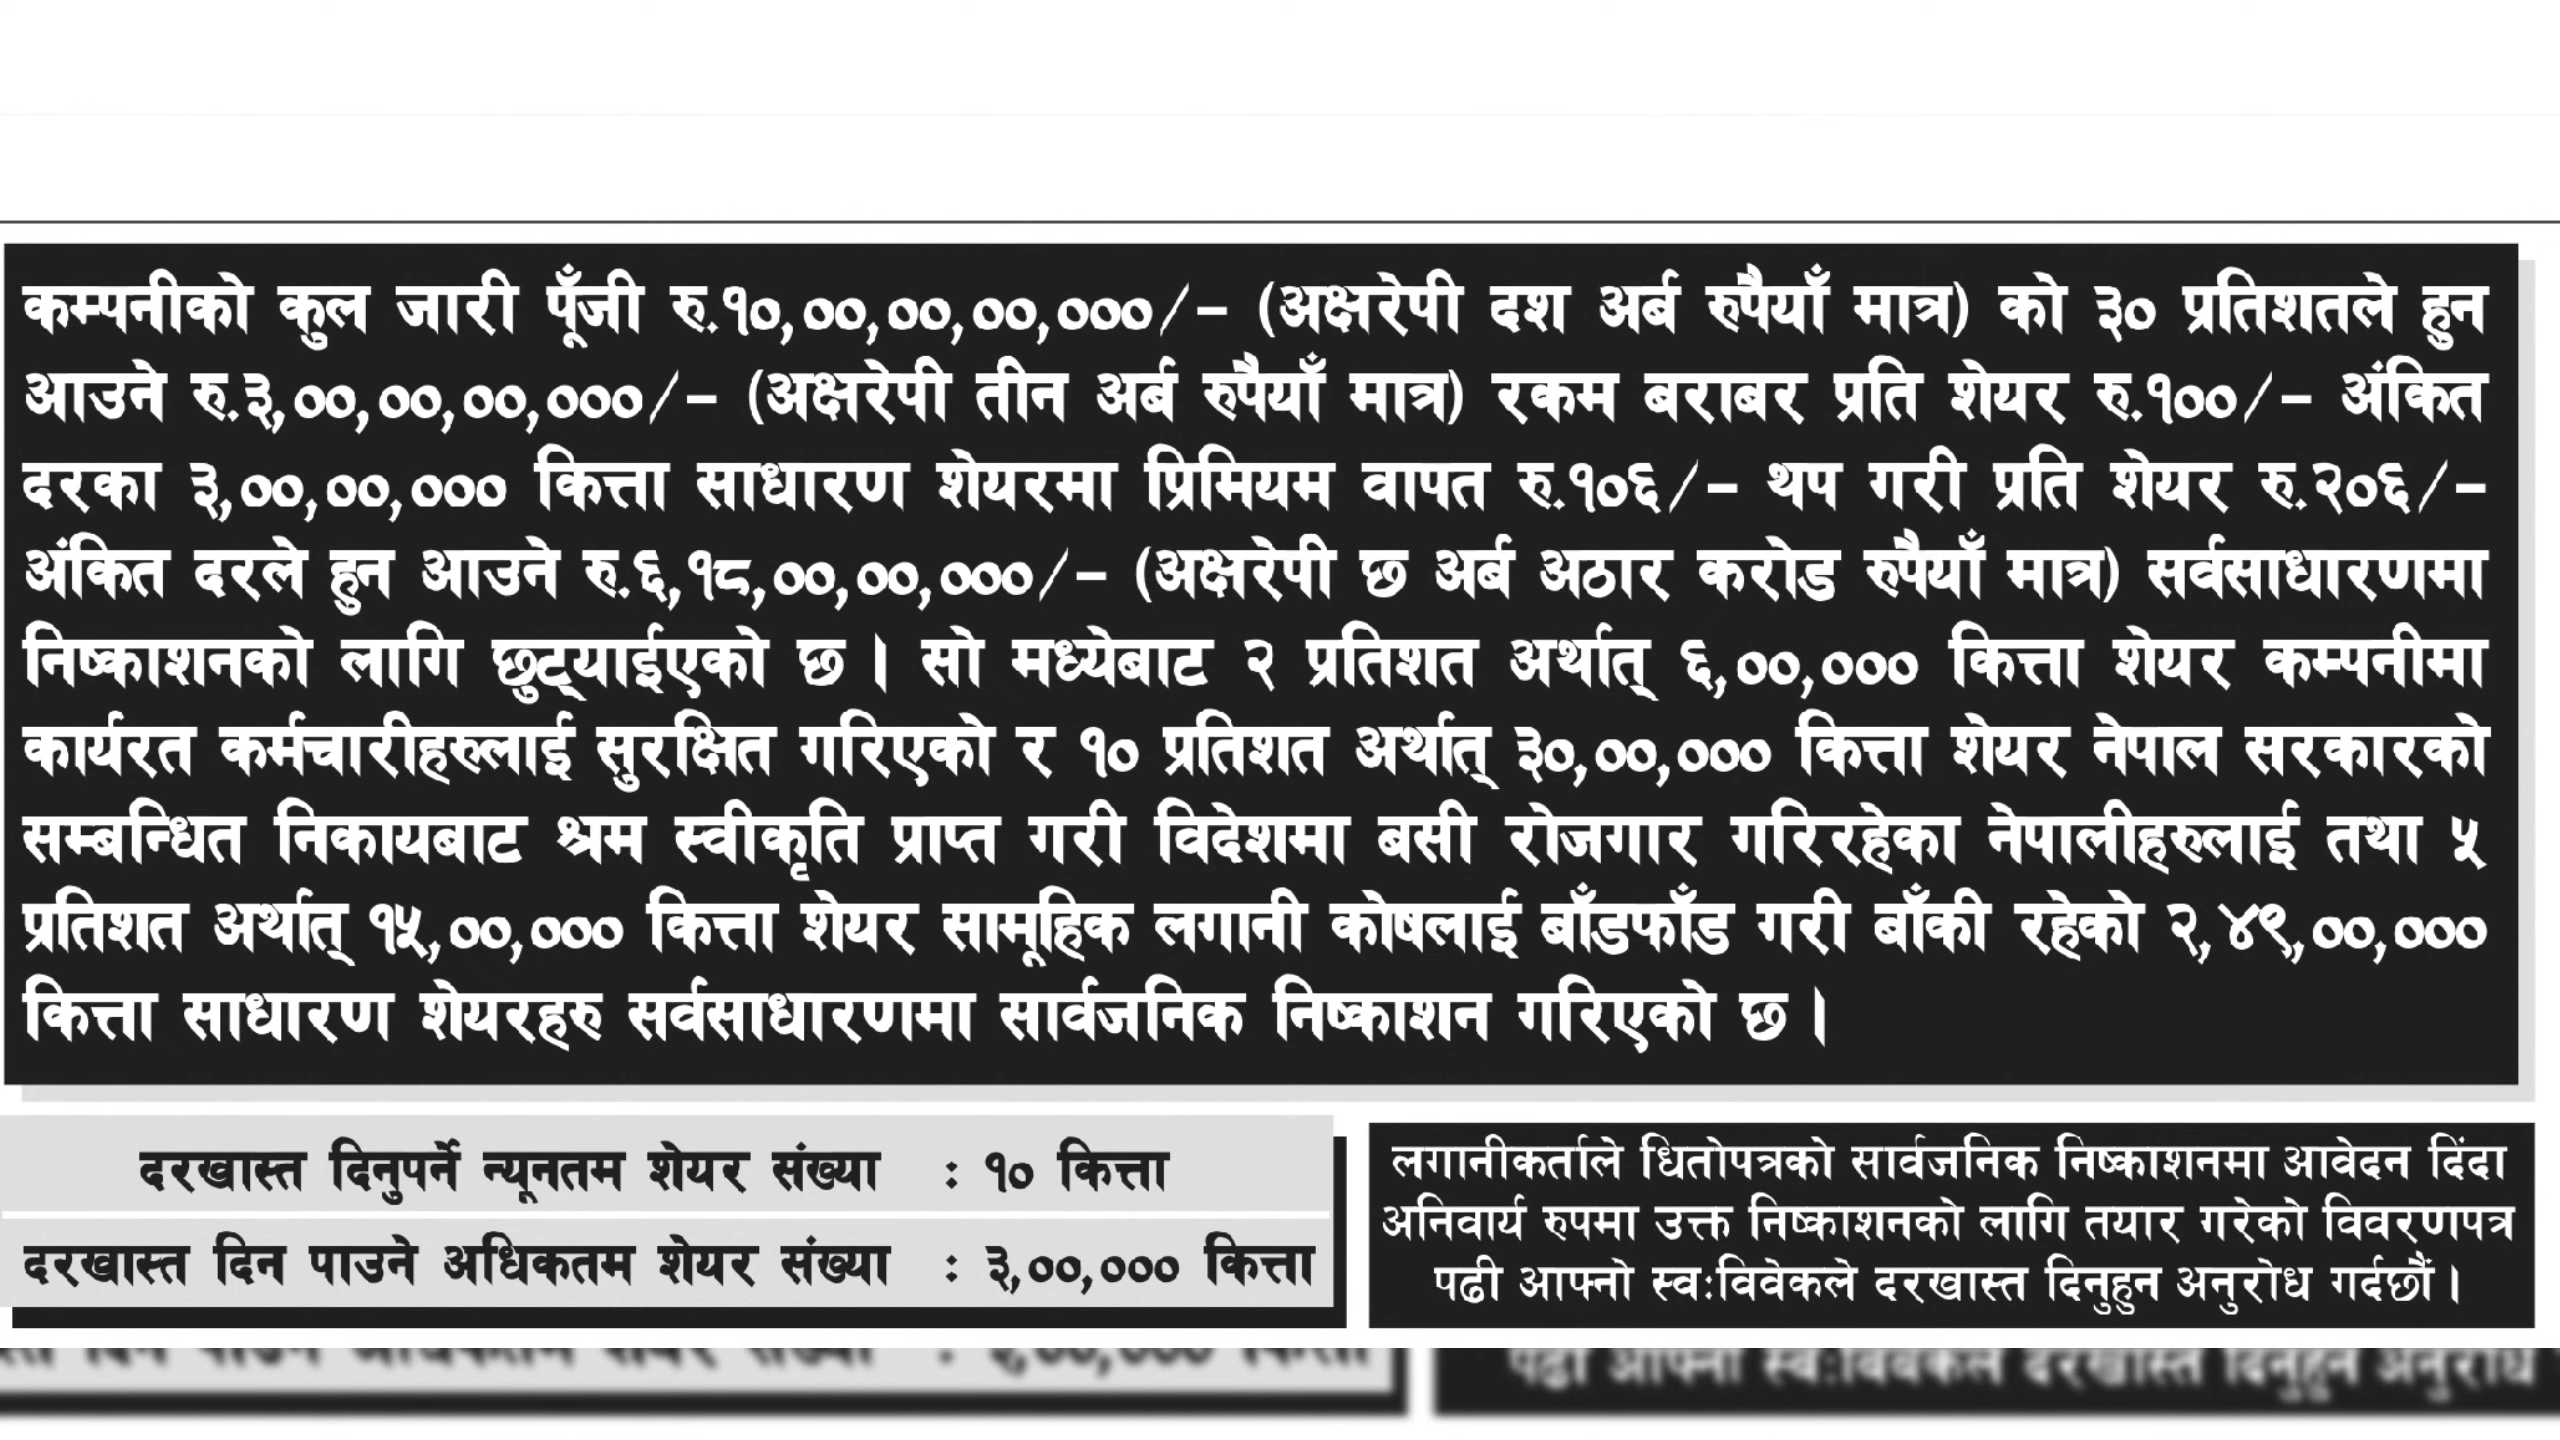 कम्पनीको कुल जारी पूँजी रु.१०,००,००,००,०००/- (अक्षरेपी दश अर्ब रुपैयाँ मात्र) को ३० प्रतिशतले हुन
आउने रु.३,००,००,००,०००/- (अक्षरेपी तीन अर्ब रुपैयाँ मात्र) रकम बराबर प्रति शेयर रु.१००/- अंकित
दरका ३,००,००,००० कित्ता साधारण शेयरमा प्रिमियम वापत रु.१०६/- थप गरी प्रति शेयर रु.२०६/-
अंकित दरले हुन आउने रु.६,१८,००,००,०००/- (अक्षरेपी छ अर्ब अठार करोड रुपैयाँ मात्र) सर्वसाधारणमा
निष्काशनको लागि छुट्याईएको छ । सो मध्येबाट २ प्रतिशत अर्थात् ६,००,००० कित्ता शेयर कम्पनीमा
कार्यरत कर्मचारीहरुलाई सुरक्षित गरिएको र १० प्रतिशत अर्थात् ३०,००,००० कित्ता शेयर नेपाल सरकारको
सम्बन्धित निकायबाट श्रम स्वीकृति प्राप्त गरी विदेशमा बसी रोजगार गरिरहेका नेपालीहरुलाई तथा ५
प्रतिशत अर्थात् १५,००,००० कित्ता शेयर सामूहिक लगानी कोषलाई बाँडफाँड गरी बाँकी रहेको २,४९,००,०००
कित्ता साधारण शेयरहरु सर्वसाधारणमा सार्वजनिक निष्काशन गरिएको छ ।
दरखास्त दिनुपर्ने न्यूनतम शेयर संख्या : १० कित्ता
दरखास्त दिन पाउने अधिकतम शेयर संख्या : ३,००,००० कित्ता
लगानीकर्ताले धितोपत्रको सार्वजनिक निष्काशनमा आवेदन दिंदा
अनिवार्य रुपमा उक्त निष्काशनको लागि तयार गरेको विवरणपत्र
पढी आफ्नो स्व:विवेकले दरखास्त दिनुहुन अनुरोध गर्दछौं ।